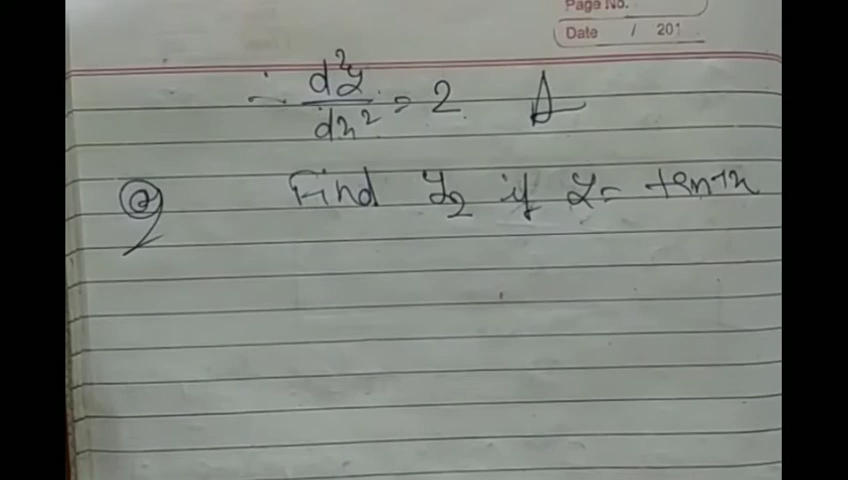 Page No.
Date / 201
∴ d²y/dx² = 2 A
Q Find y₂ if y = tan⁻¹x